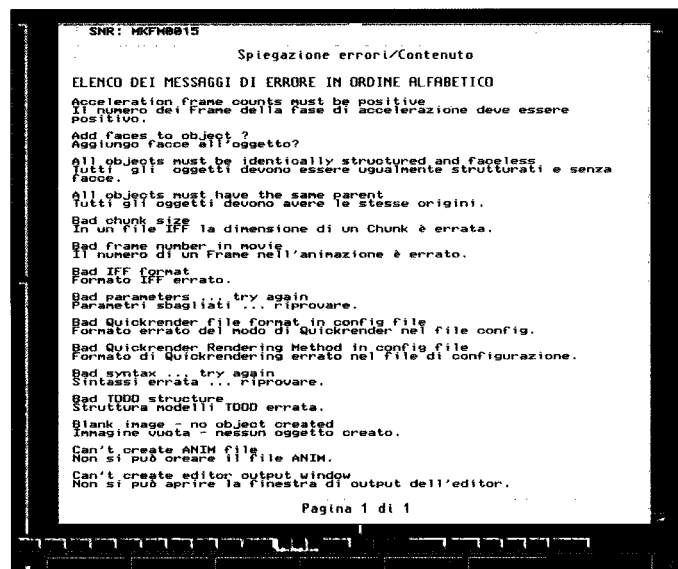 SNR: MKFM0015
Spiegazione errori/Contenuto
ELENCO DEI MESSAGGI DI ERRORE IN ORDINE ALFABETICO
Acceleration frame counts must be positive
Il numero dei Frame della fase di accelerazione deve essere
positivo.
Add faces to object ?
Aggiungo facce all'oggetto?
All objects must be identically structured and faceless
Tutti gli oggetti devono essere ugualmente strutturati e senza
facce.
All objects must have the same parent
Tutti gli oggetti devono avere le stesse origini.
Bad chunk size
In un file IFF la dimensione di un Chunk è errata.
Bad frame number in movie
Il numero di un Frame nell'animazione è errato.
Bad IFF format
Formato IFF errato.
Bad parameters ... try again
Parametri sbagliati ... riprovare.
Bad Quickrender file format in config file
Formato errato del modo di Quickrender nel file config.
Bad Quickrender Rendering Method in config file
Formato di Quickrendering errato nel file di configurazione.
Bad syntax ... try again
Sintassi errata ... riprovare.
Bad TDDD structure
Struttura modelli TDDD errata.
Blank image - no object created
Immagine vuota - nessun oggetto creato.
Can't create ANIM file
Non si può creare il file ANIM.
Can't create editor output window
Non si può aprire la finestra di output dell'editor.
Pagina 1 di 1